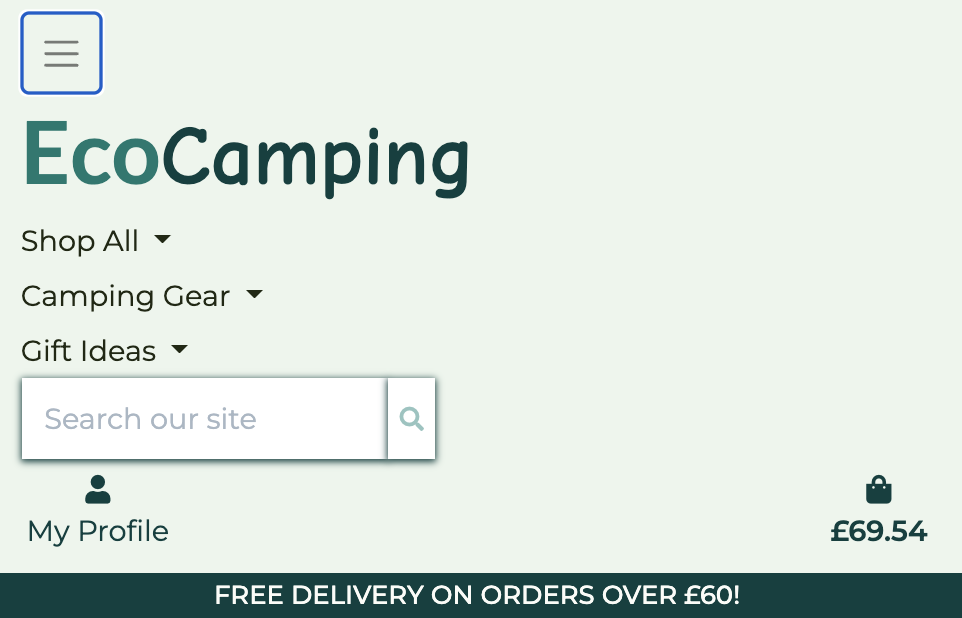 EcoCamping
Shop All
Camping Gear
Gift Ideas
Search our site
My Profile
£69.54
FREE DELIVERY ON ORDERS OVER £60!